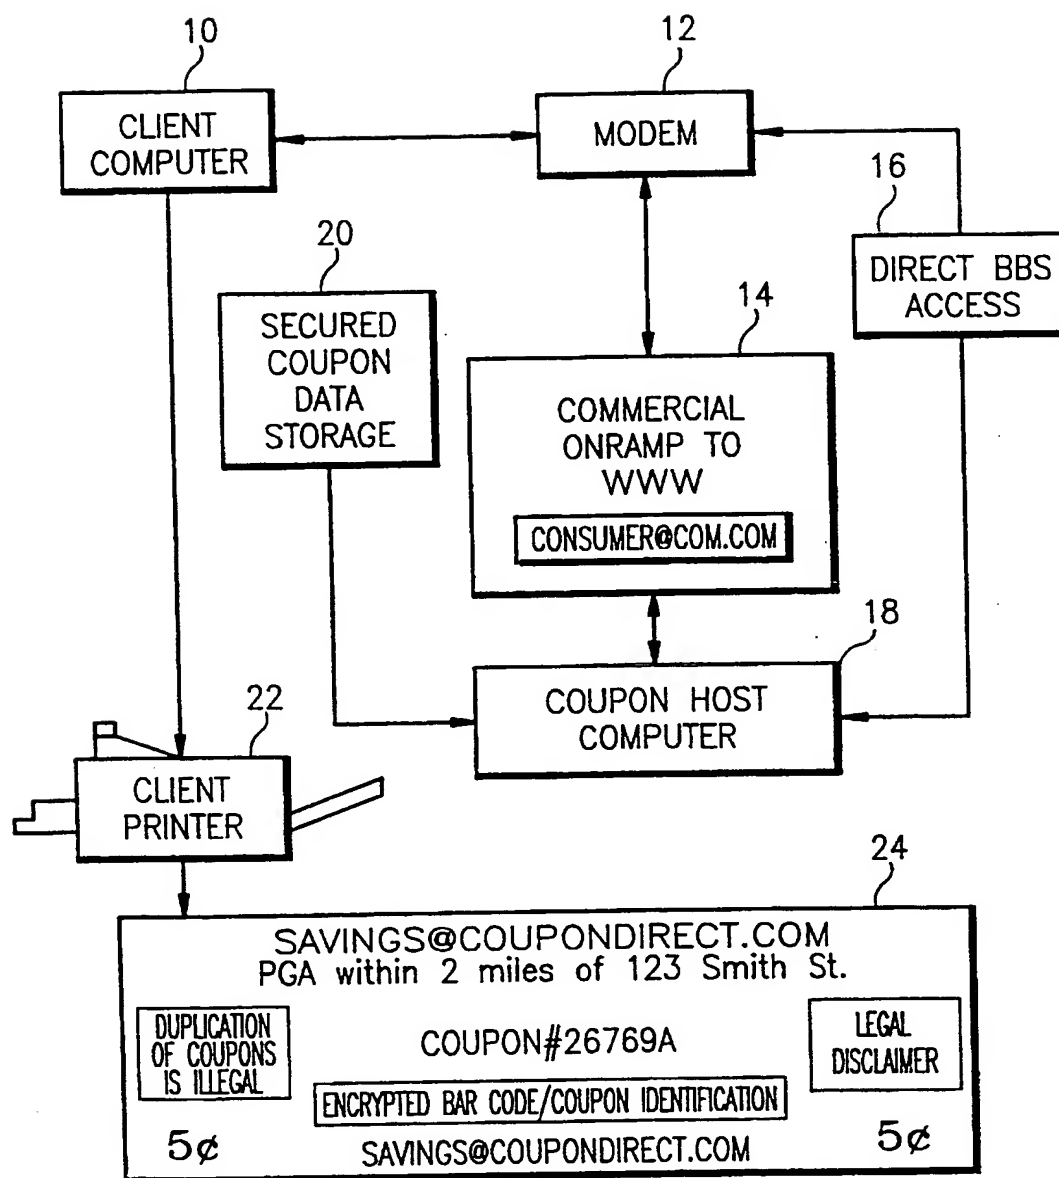 10
CLIENT
COMPUTER
12
MODEM
16
DIRECT BBS
ACCESS
20
SECURED
COUPON
DATA
STORAGE
14
COMMERCIAL
ONRAMP TO
WWW
CONSUMER@COM.COM
18
COUPON HOST
COMPUTER
22
CLIENT
PRINTER
24
SAVINGS@COUPONDIRECT.COM
PGA within 2 miles of 123 Smith St.
DUPLICATION
OF COUPONS
IS ILLEGAL
COUPON#26769A
LEGAL
DISCLAIMER
ENCRYPTED BAR CODE/COUPON IDENTIFICATION
5¢
SAVINGS@COUPONDIRECT.COM
5¢